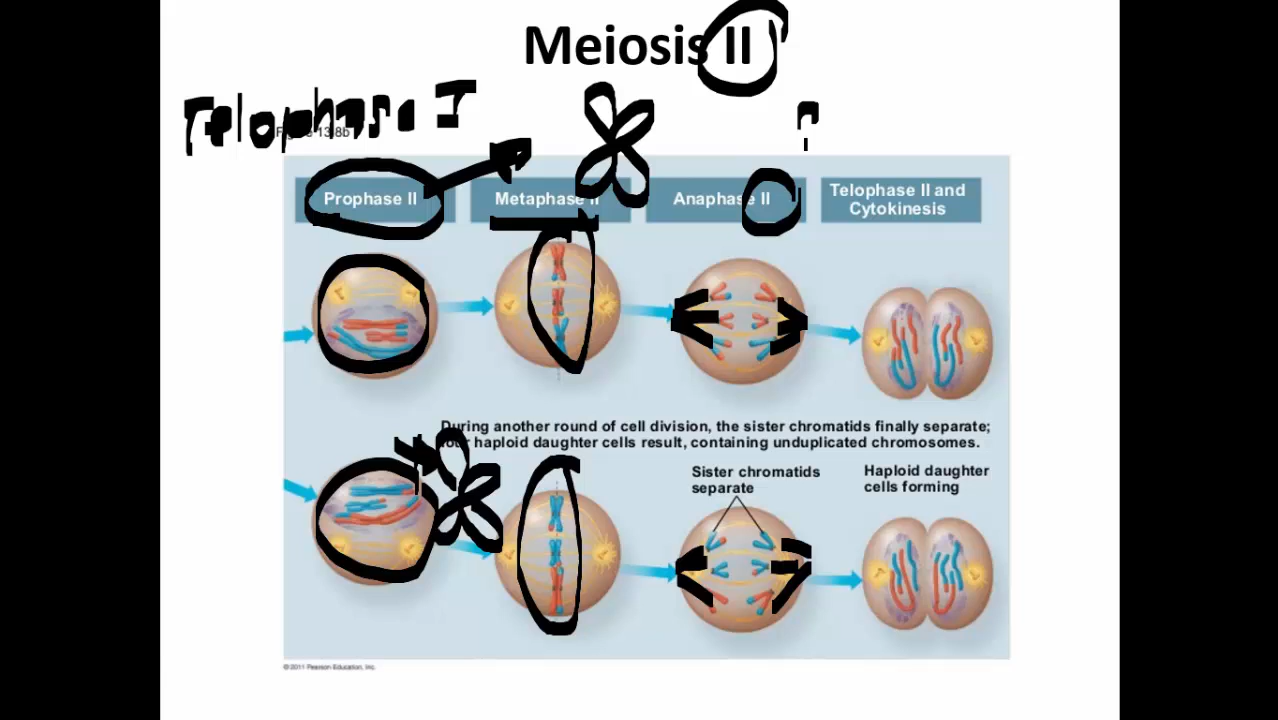 Meiosis II
Telophase I
Prophase II
Metaphase II
Anaphase II
Telophase II and
Cytokinesis
During another round of cell division, the sister chromatids finally separate;
haploid daughter cells result, containing unduplicated chromosomes.
Sister chromatids
separate
Haploid daughter
cells forming
© 2011 Pearson Education, Inc.